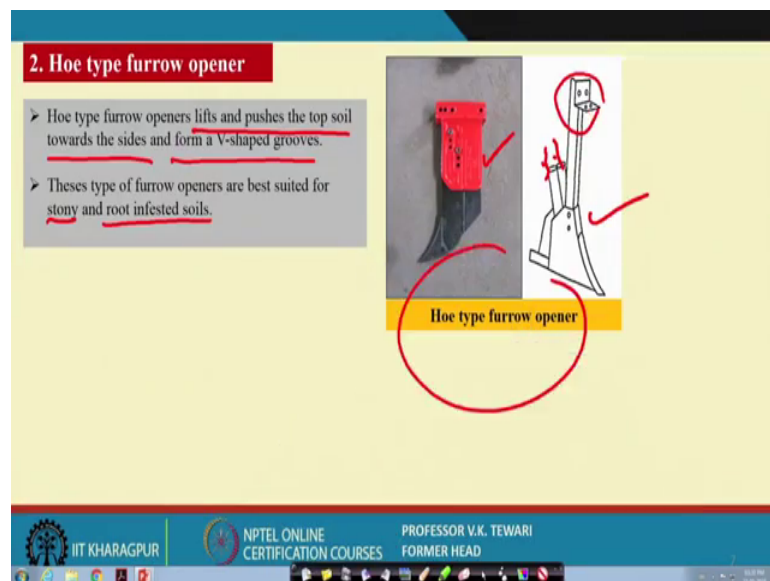 2. Hoe type furrow opener
➤ Hoe type furrow openers lifts and pushes the top soil
towards the sides and form a V-shaped grooves.
➤ Theses type of furrow openers are best suited for
stony and root infested soils.
Hoe type furrow opener
IIT KHARAGPUR
NPTEL ONLINE
CERTIFICATION COURSES
PROFESSOR V.K. TEWARI
FORMER HEAD
7